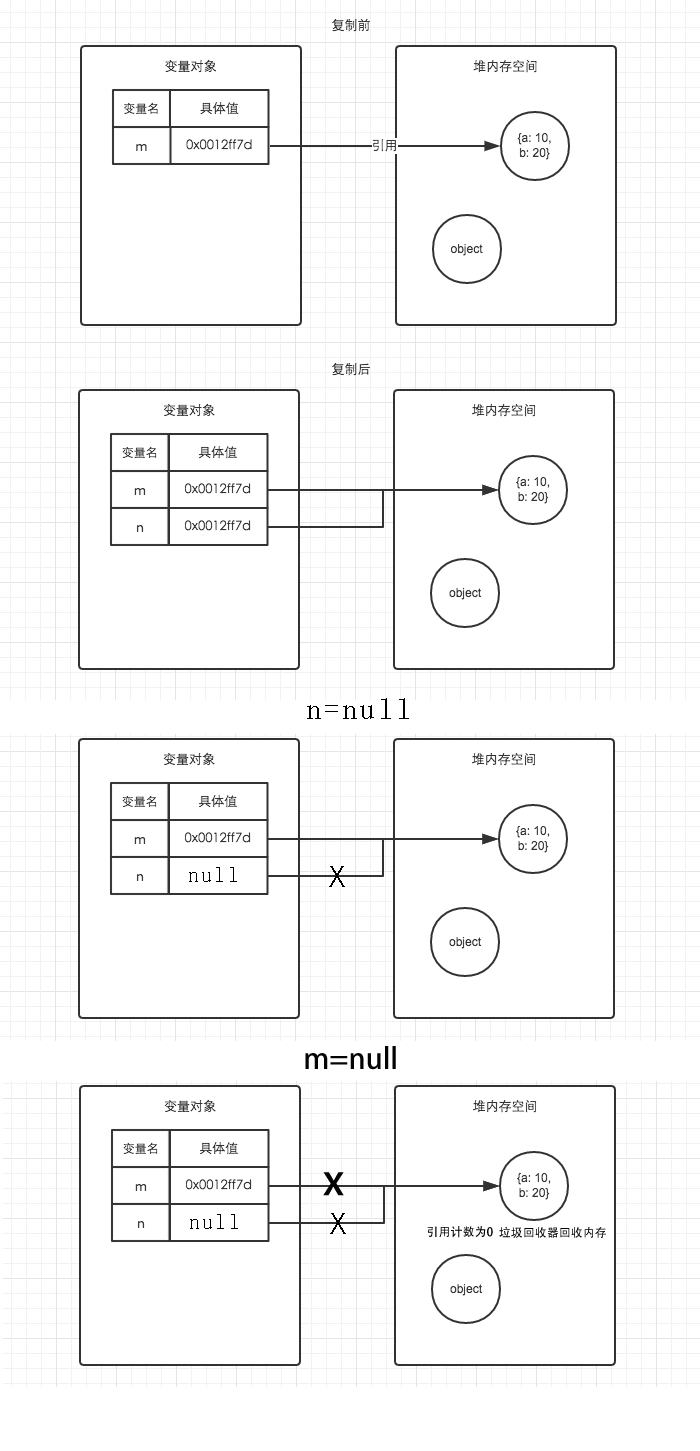 复制前
变量对象
堆内存空间
变量名 具体值
m 0x0012ff7d
引用
{a: 10,
b: 20}
object
复制后
变量对象
堆内存空间
变量名 具体值
m 0x0012ff7d
n 0x0012ff7d
{a: 10,
b: 20}
object
n=null
变量对象
堆内存空间
变量名 具体值
m 0x0012ff7d
n null
X
{a: 10,
b: 20}
object
m=null
变量对象
堆内存空间
变量名 具体值
m 0x0012ff7d
X
n null
X
{a: 10,
b: 20}
引用计数为0 垃圾回收器回收内存
object